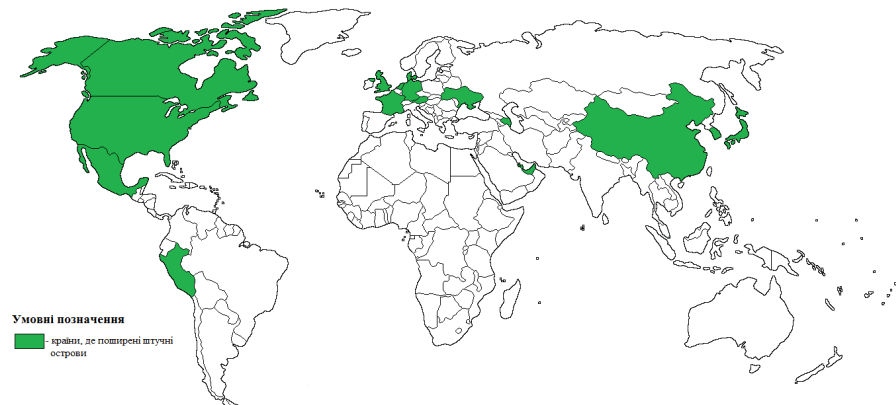 Умовні позначення
- країни, де поширені штучні
острови